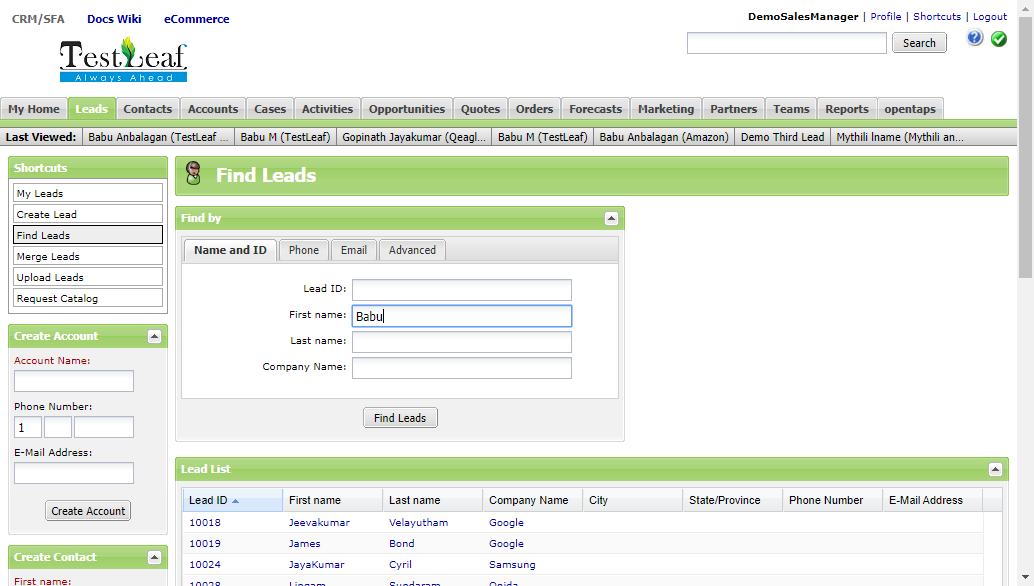 CRM/SFA Docs Wiki eCommerce
DemoSalesManager | Profile | Shortcuts | Logout
TestLeaf
Always Ahead
Search
My Home Leads Contacts Accounts Cases Activities Opportunities Quotes Orders Forecasts Marketing Partners Teams Reports opentaps
Last Viewed: Babu Anbalagan (TestLeaf ... Babu M (TestLeaf) Gopinath Jayakumar (Qeagl... Babu M (TestLeaf) Babu Anbalagan (Amazon) Demo Third Lead Mythili lname (Mythili an...
Shortcuts
My Leads
Create Lead
Find Leads
Merge Leads
Upload Leads
Request Catalog
Create Account
Account Name:
Phone Number:
1
E-Mail Address:
Create Account
Create Contact
First name:
Find Leads
Find by
Name and ID Phone Email Advanced
Lead ID:
First name: Babu
Last name:
Company Name:
Find Leads
Lead List
Lead ID First name Last name Company Name City State/Province Phone Number E-Mail Address
10018 Jeevakumar Velayutham Google
10019 James Bond Google
10024 JayaKumar Cyril Samsung
10028 Lingam Sundaram Onida